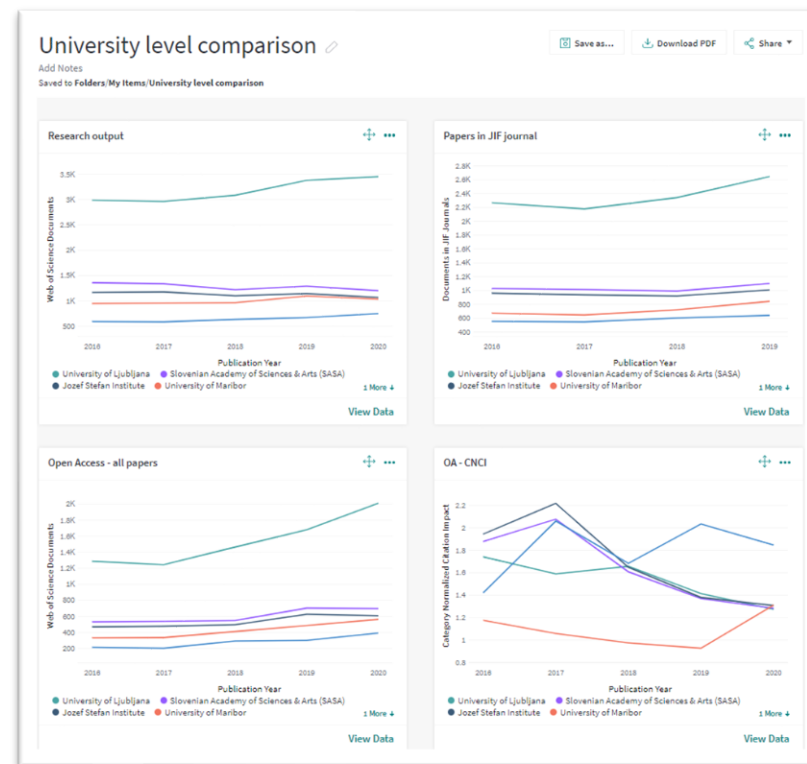 University level comparison
Save as...
Download PDF
Share
Add Notes
Saved to Folders/My Items/University level comparison
Research output
Web of Science Documents
3.5K
3K
2.5K
2K
1.5K
1K
500
2016 2017 2018 2019 2020
Publication Year
University of Ljubljana Slovenian Academy of Sciences & Arts (SASA)
Jozef Stefan Institute University of Maribor 1 More
View Data
Papers in JIF journal
Documents in JIF Journals
2.8K
2.6K
2.4K
2.2K
2K
1.8K
1.6K
1.4K
1.2K
1K
800
600
400
2016 2017 2018 2019
Publication Year
University of Ljubljana Slovenian Academy of Sciences & Arts (SASA)
Jozef Stefan Institute University of Maribor 1 More
View Data
Open Access - all papers
Web of Science Documents
2K
1.8K
1.6K
1.4K
1.2K
1K
800
600
400
200
2016 2017 2018 2019 2020
Publication Year
University of Ljubljana Slovenian Academy of Sciences & Arts (SASA)
Jozef Stefan Institute University of Maribor 1 More
View Data
OA - CNCI
Category Normalized Citation Impact
2.2
2
1.8
1.6
1.4
1.2
1
0.8
2016 2017 2018 2019 2020
Publication Year
University of Ljubljana Slovenian Academy of Sciences & Arts (SASA)
Jozef Stefan Institute University of Maribor 1 More
View Data